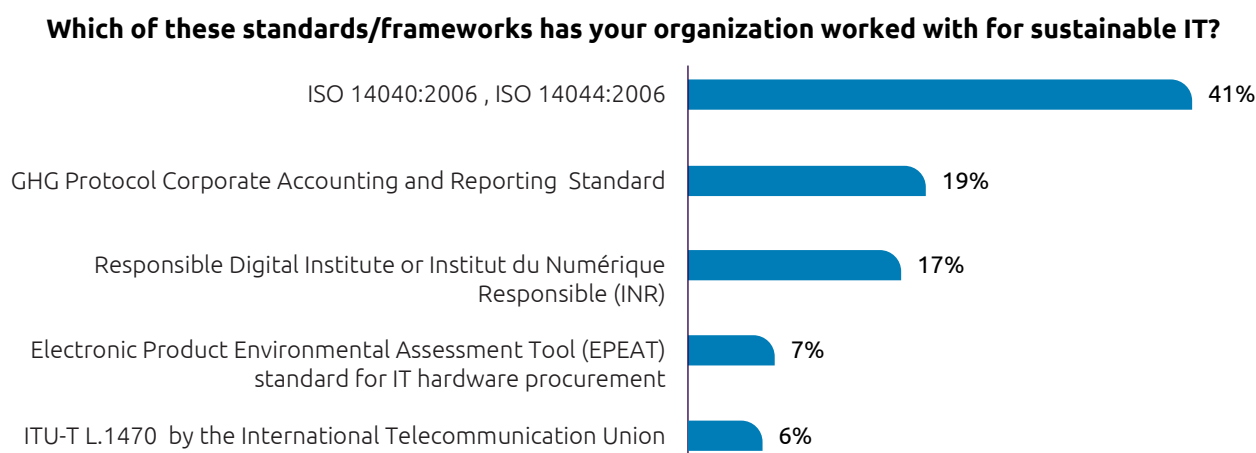 Which of these standards/frameworks has your organization worked with for sustainable IT?
ISO 14040:2006 , ISO 14044:2006
41%
GHG Protocol Corporate Accounting and Reporting  Standard
19%
Responsible Digital Institute or Institut du Numérique
Responsible (INR)
17%
Electronic Product Environmental Assessment Tool (EPEAT)
standard for IT hardware procurement
7%
ITU-T L.1470  by the International Telecommunication Union
6%